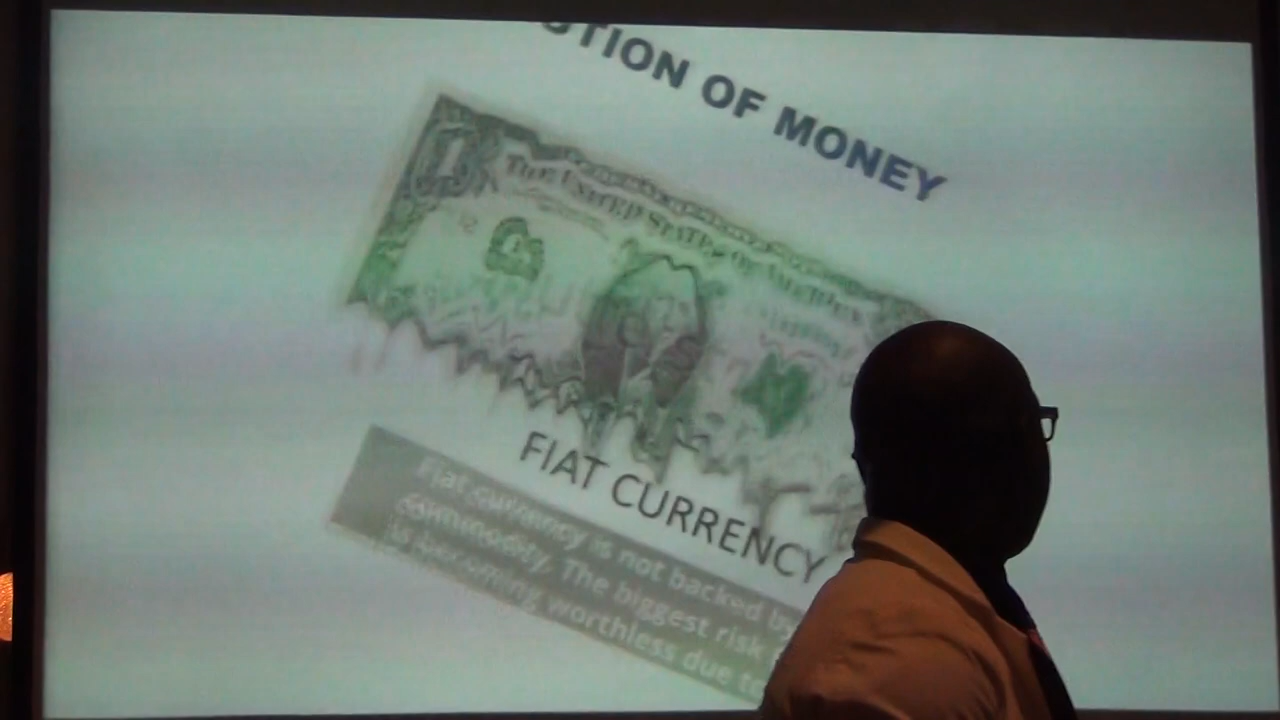 UTION OF MONEY
THE UNITED STATES OF AMERICA
FIAT CURRENCY
Fiat currency is not backed by
commodity. The biggest risk
is becoming worthless due to